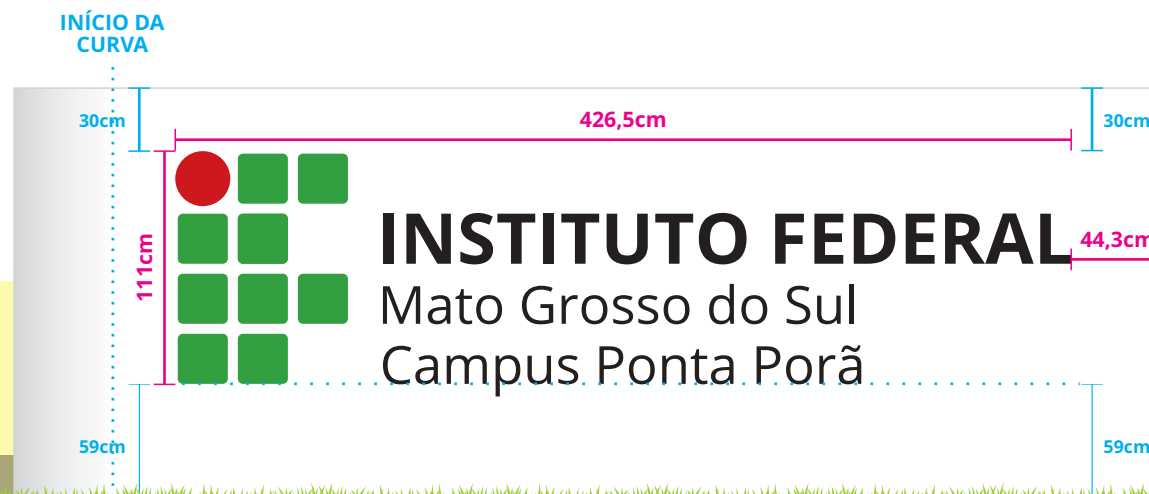 INÍCIO DA
CURVA
30cm
426,5cm
30cm
111cm
INSTITUTO FEDERAL
44,3cm
Mato Grosso do Sul
Campus Ponta Porã
59cm
59cm